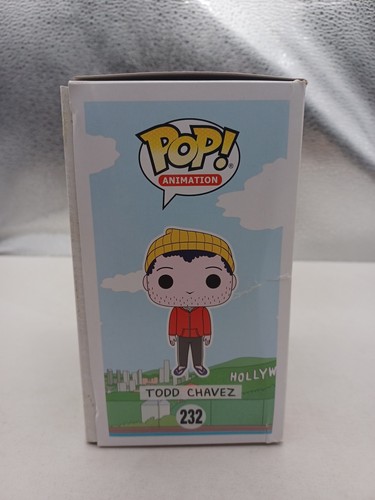 POP!
®
ANIMATION
HOLLYW
TODD CHAVEZ
232